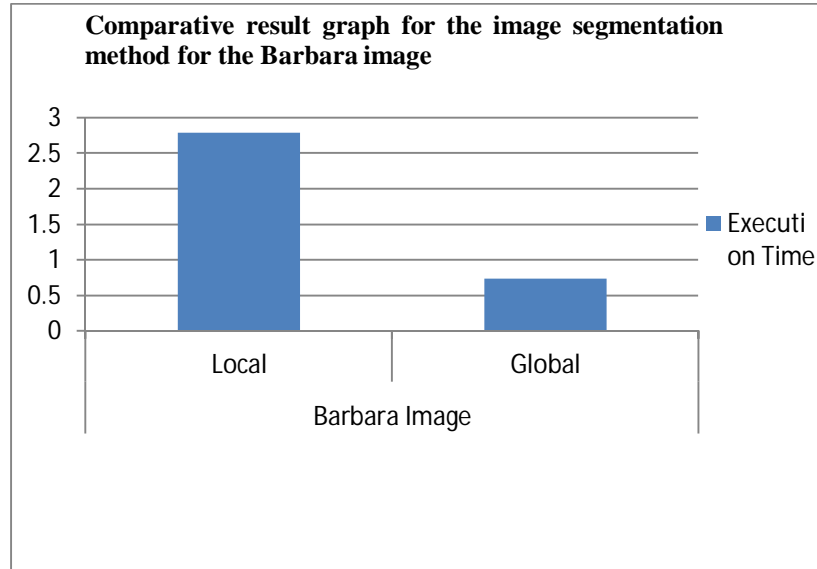 Comparative result graph for the image segmentation
method for the Barbara image
3
2.5
2
1.5
1
0.5
0
Local Global
Barbara Image
Executi
on Time